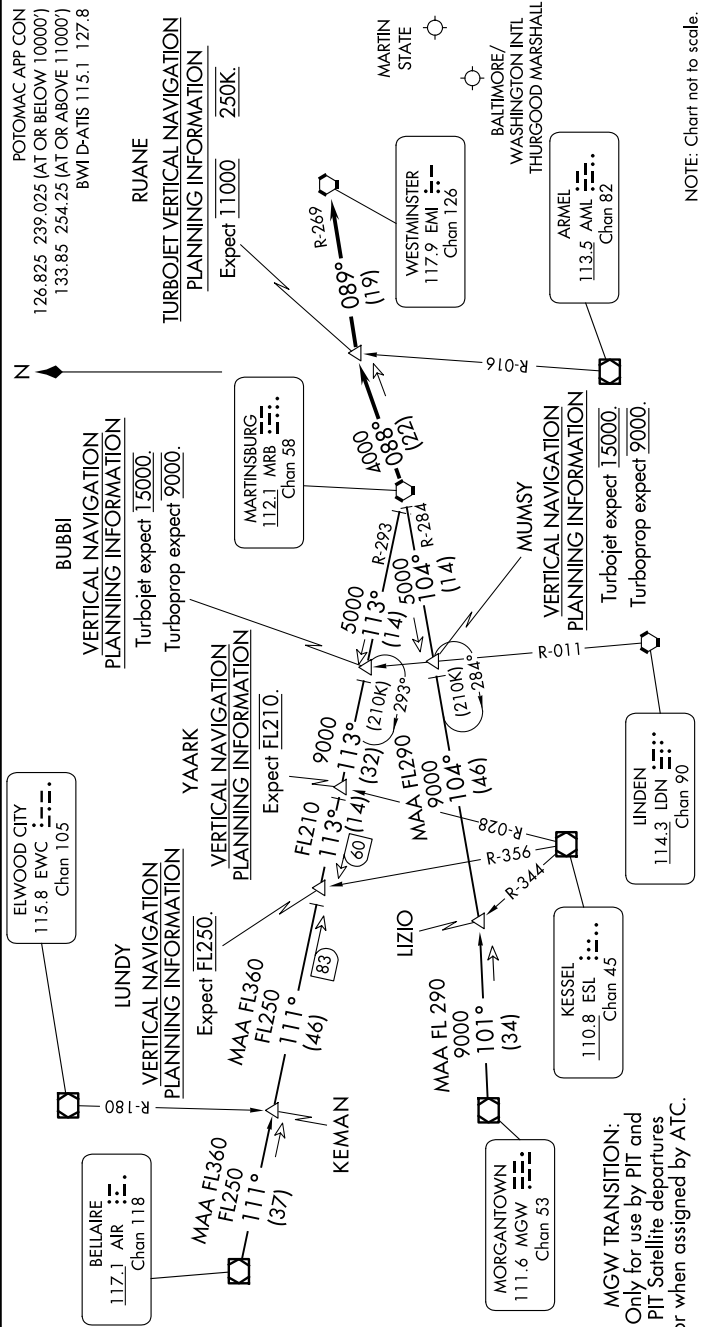 POTOMAC APP CON
126.825 239.025 (AT OR BELOW 10000')
133.85 254.25 (AT OR ABOVE 11000')
BWI D-ATIS 115.1 127.8
N
RUANE
TURBOJET VERTICAL NAVIGATION
PLANNING INFORMATION
Expect 11000 250K.
MARTIN
STATE
BALTIMORE/
WASHINGTON INTL
THURGOOD MARSHALL
R-269
089°
(19)
WESTMINSTER
117.9 EMI
Chan 126
ARMEL
113.5 AML
Chan 82
R-016
NOTE: Chart not to scale.
MARTINSBURG
112.1 MRB
Chan 58
4000
088°
(22)
BUBBI
VERTICAL NAVIGATION
PLANNING INFORMATION
Turbojet expect 15000.
Turboprop expect 9000.
R-293
R-284
5000
113°
(14)
5000
104°
(14)
MUMSY
VERTICAL NAVIGATION
PLANNING INFORMATION
Turbojet expect 15000.
Turboprop expect 9000.
R-011
LINDEN
114.3 LDN
Chan 90
YAARK
VERTICAL NAVIGATION
PLANNING INFORMATION
Expect FL210.
9000
113°
(32)
(210K)
293°
(210K)
284°
MAA FL290
9000
104°
(46)
FL210
113°
(14)
60
R-028
R-356
R-344
KESSEL
110.8 ESL
Chan 45
ELWOOD CITY
115.8 EWC
Chan 105
LUNDY
VERTICAL NAVIGATION
PLANNING INFORMATION
Expect FL250.
83
MAA FL360
FL250
111°
(46)
LIZIO
R-180
KEMAN
BELLAIRE
117.1 AIR
Chan 118
MAA FL360
FL250
111°
(37)
MAA FL 290
9000
101°
(34)
MORGANTOWN
111.6 MGW
Chan 53
MGW TRANSITION:
Only for use by PIT and
PIT Satellite departures
or when assigned by ATC.